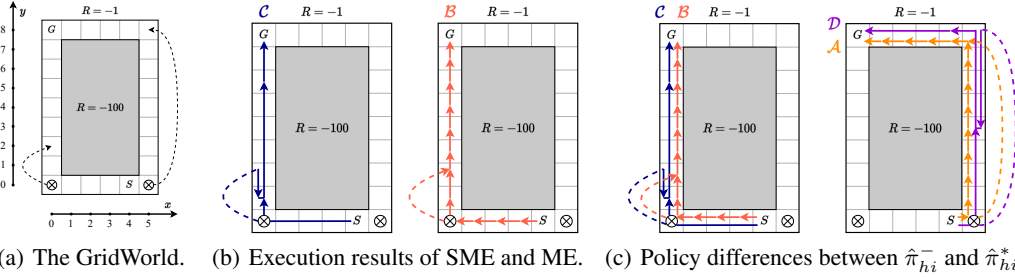 y
R = −1
8
7
6
5
4
3
2
1
0
G
R = −100
S
x
0 1 2 3 4 5
C
R = −1
G
R = −100
S
B
R = −1
G
R = −100
S
C B
R = −1
G
R = −100
S
R = −1
D
A
G
R = −100
S
(a) The GridWorld.
(b) Execution results of SME and ME.
(c) Policy differences between π̂⁻hi and π̂*hi